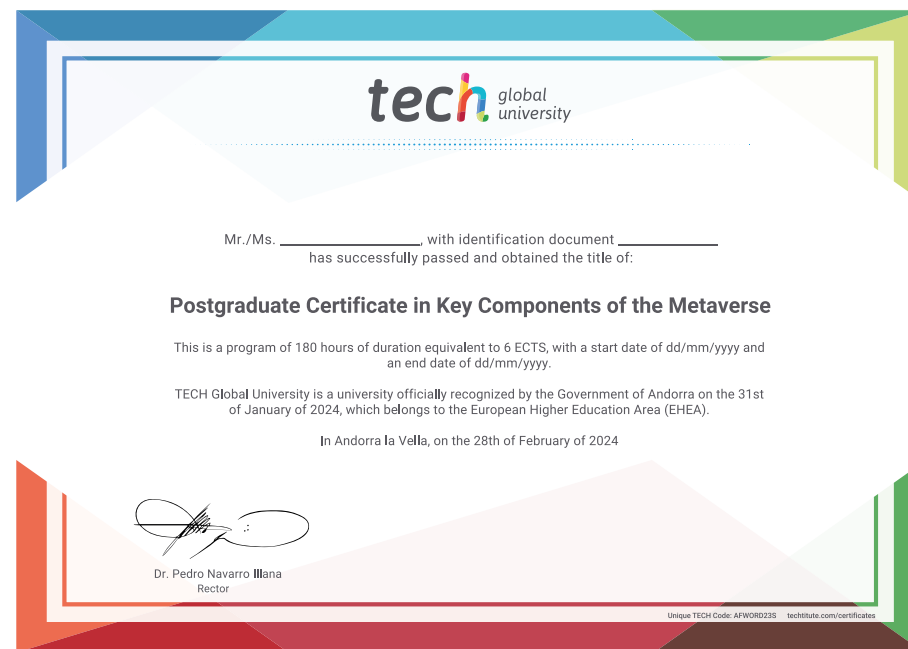 tech global
university
Mr./Ms. ____________, with identification document ____________
has successfully passed and obtained the title of:
Postgraduate Certificate in Key Components of the Metaverse
This is a program of 180 hours of duration equivalent to 6 ECTS, with a start date of dd/mm/yyyy and
an end date of dd/mm/yyyy.
TECH Global University is a university officially recognized by the Government of Andorra on the 31st
of January of 2024, which belongs to the European Higher Education Area (EHEA).
In Andorra la Vella, on the 28th of February of 2024
Dr. Pedro Navarro Illana
Rector
Unique TECH Code: AFWORD23S techtitute.com/certificates